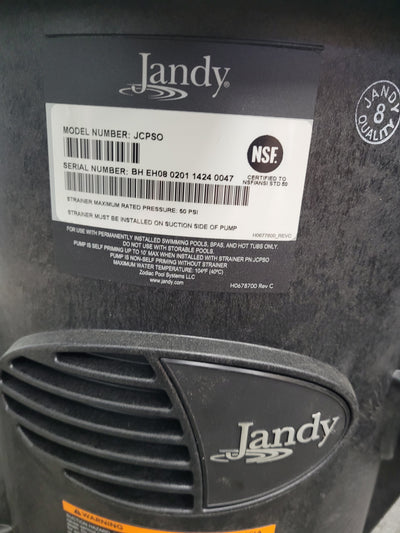 Jandy®
MODEL NUMBER: JCPSO
SERIAL NUMBER: BH EH08 0201 1424 0047
NSF®
CERTIFIED TO
NSF/ANSI STD 50
STRAINER MAXIMUM RATED PRESSURE: 50 PSI
STRAINER MUST BE INSTALLED ON SUCTION SIDE OF PUMP
H0677800_REVC
FOR USE WITH PERMANENTLY INSTALLED SWIMMING POOLS, SPAS, AND HOT TUBS ONLY.
DO NOT USE WITH STORABLE POOLS.
PUMP IS SELF PRIMING UP TO 10' MAX WHEN INSTALLED WITH STRAINER PN JCPSO
PUMP IS NON-SELF PRIMING WITHOUT STRAINER
MAXIMUM WATER TEMPERATURE: 104°F (40°C)
Zodiac Pool Systems LLC
www.jandy.com
H0678700 Rev C
JANDY
8
QUALITY
Jandy
WARNING